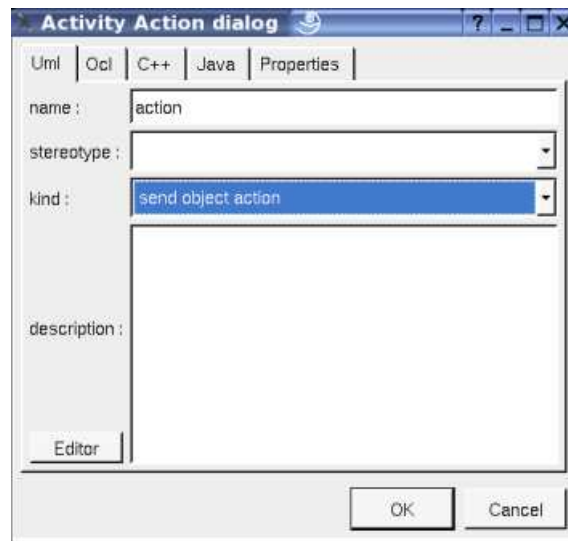 Activity Action dialog
Uml Ocl C++ Java Properties
name : action
stereotype :
kind : send object action
description :
Editor
OK Cancel